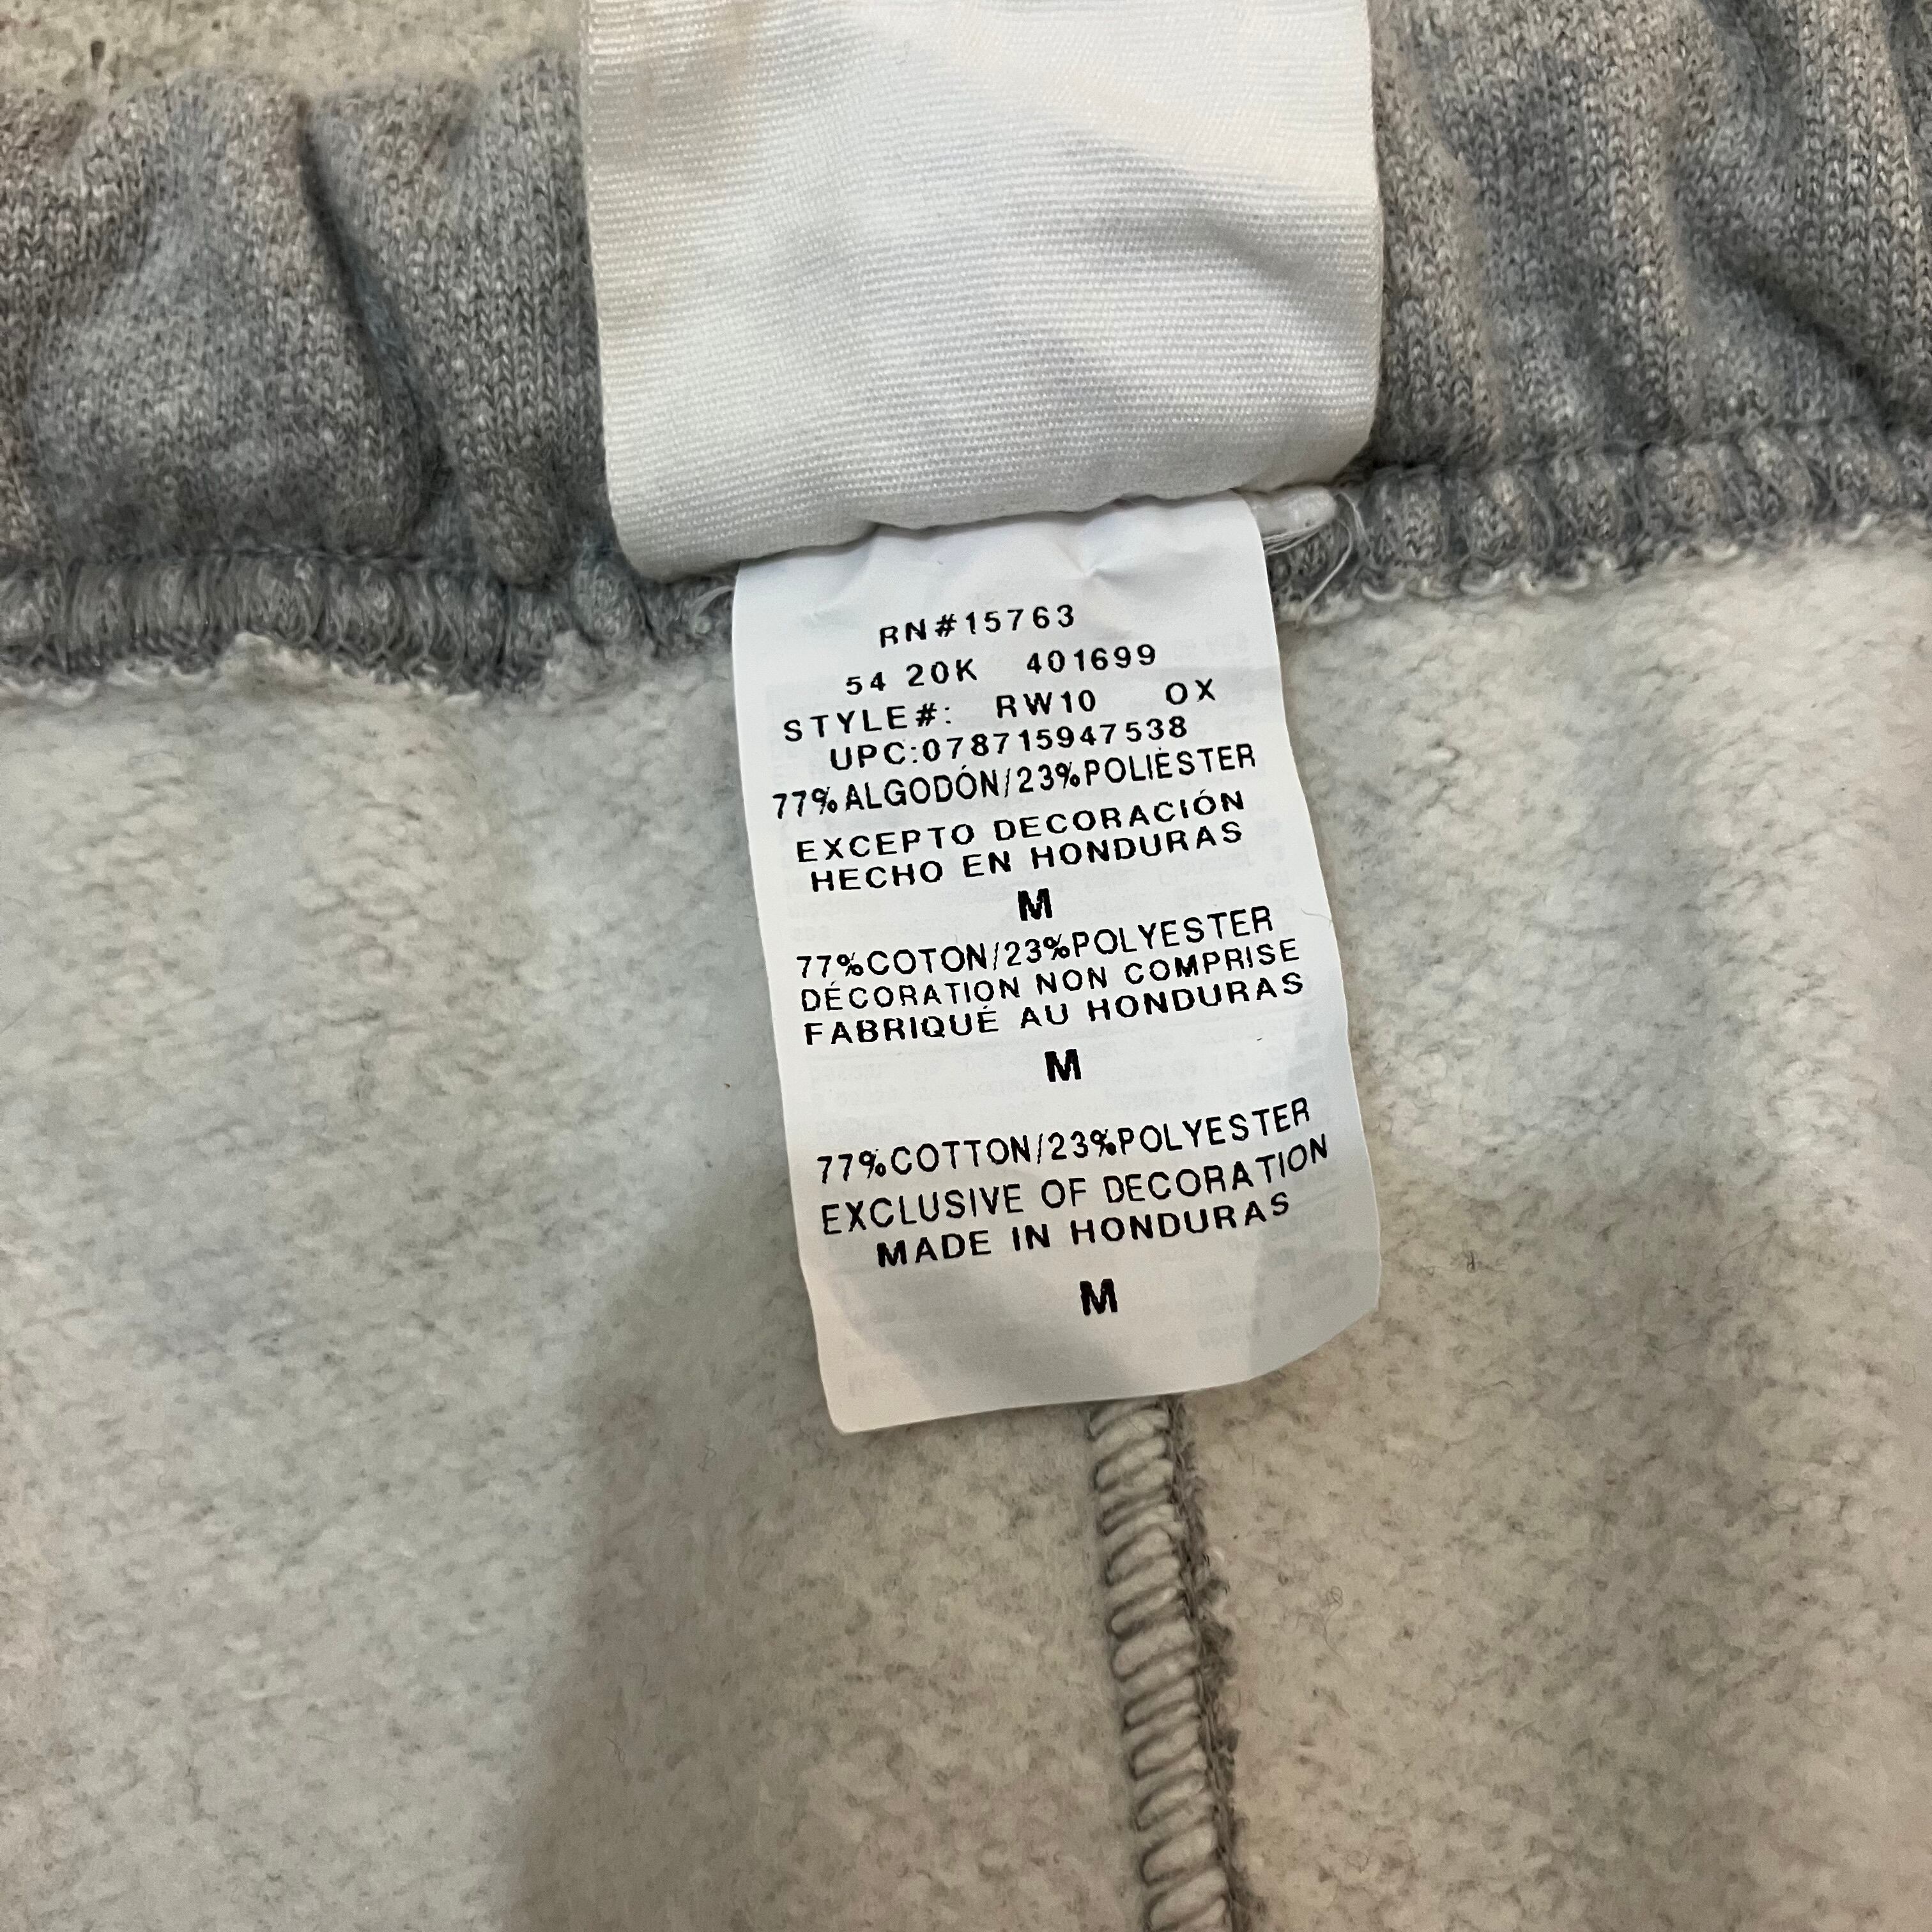 RN#15763
54 20K 401699
STYLE#: RW10 OX
UPC:078715947538
77%ALGODÓN/23%POLIÉSTER
EXCEPTO DECORACIÓN
HECHO EN HONDURAS
M
77%COTON/23%POLYESTER
DÉCORATION NON COMPRISE
FABRIQUÉ AU HONDURAS
M
77%COTTON/23%POLYESTER
EXCLUSIVE OF DECORATION
MADE IN HONDURAS
M